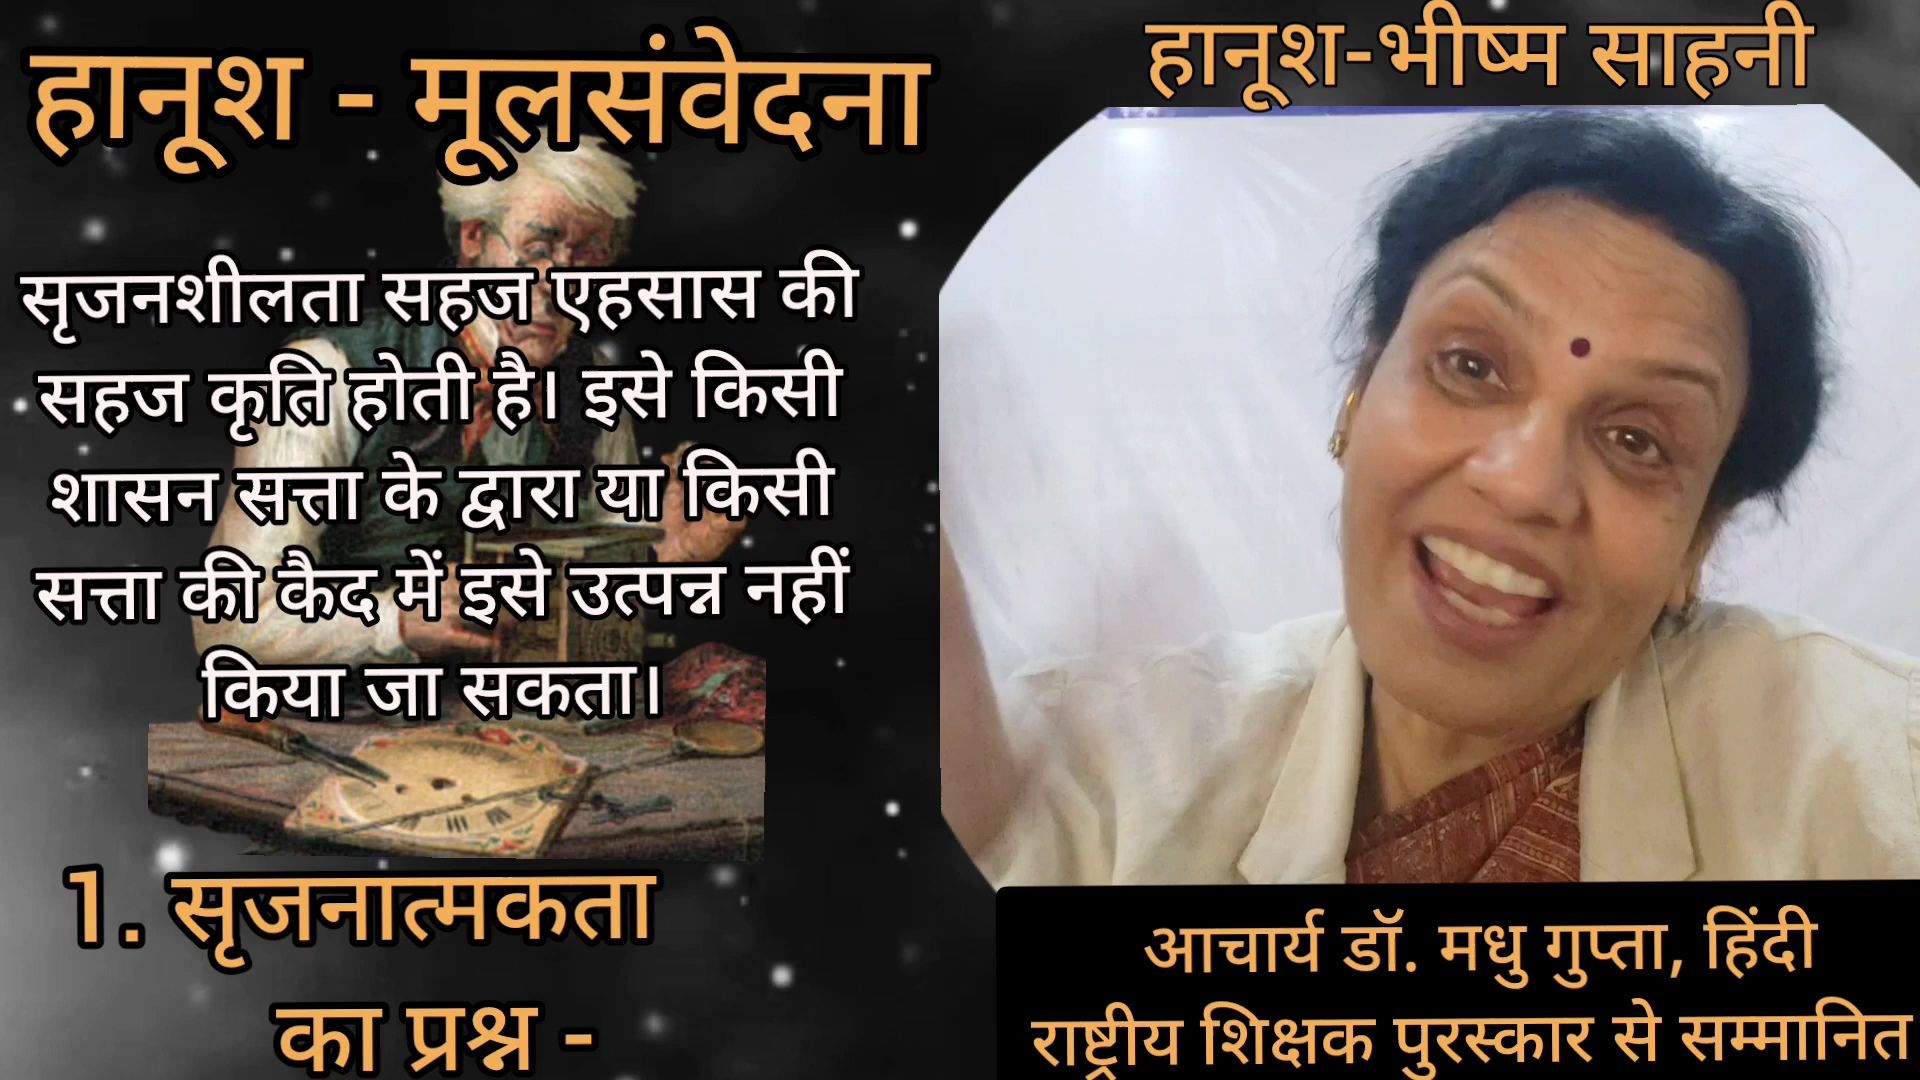 हानूश - मूलसंवेदना
सृजनशीलता सहज एहसास की
सहज कृति होती है। इसे किसी
शासन सत्ता के द्वारा या किसी
सत्ता की कैद में इसे उत्पन्न नहीं
किया जा सकता।
1. सृजनात्मकता
का प्रश्न -
हानूश-भीष्म साहनी
आचार्य डॉ. मधु गुप्ता, हिंदी
राष्ट्रीय शिक्षक पुरस्कार से सम्मानित